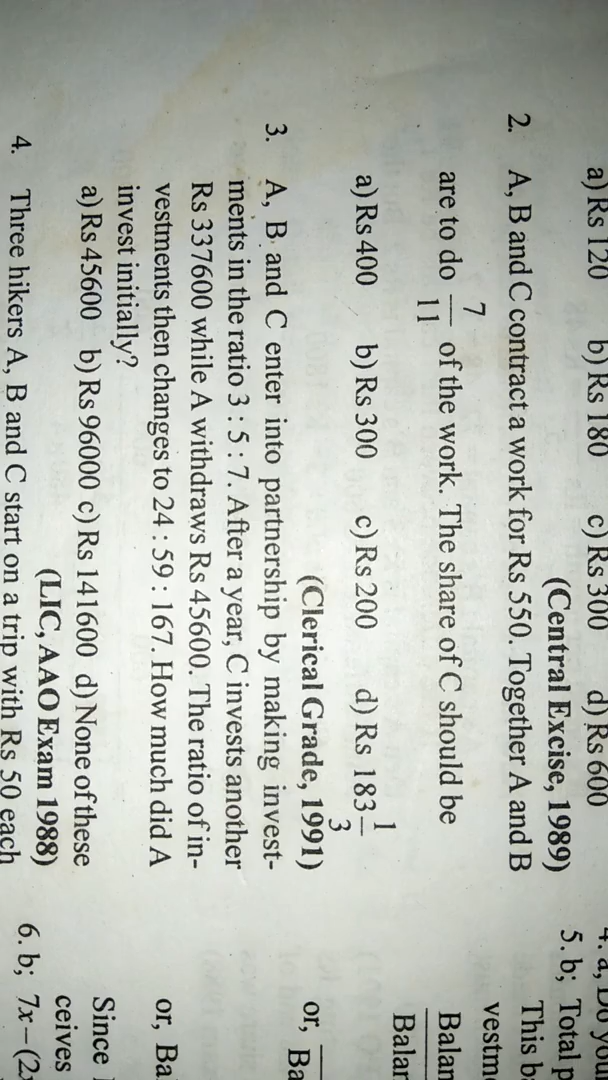 a) Rs 120 b) Rs 180 c) Rs 300 d) Rs 600
(Central Excise, 1989)
2. A, B and C contract a work for Rs 550. Together A and B
are to do 7/11 of the work. The share of C should be
a) Rs 400 b) Rs 300 c) Rs 200 d) Rs 183 1/3
(Clerical Grade, 1991)
3. A, B and C enter into partnership by making invest-
ments in the ratio 3 : 5 : 7. After a year, C invests another
Rs 337600 while A withdraws Rs 45600. The ratio of in-
vestments then changes to 24 : 59 : 167. How much did A
invest initially?
a) Rs 45600 b) Rs 96000 c) Rs 141600 d) None of these
(LIC, AAO Exam 1988)
4. Three hikers A, B and C start on a trip with Rs 50 each
5. b; Total p
This b
vestm
Balan
Balan
or, Ba
or, Ba
Since
ceives
6. b; 7x – (2x